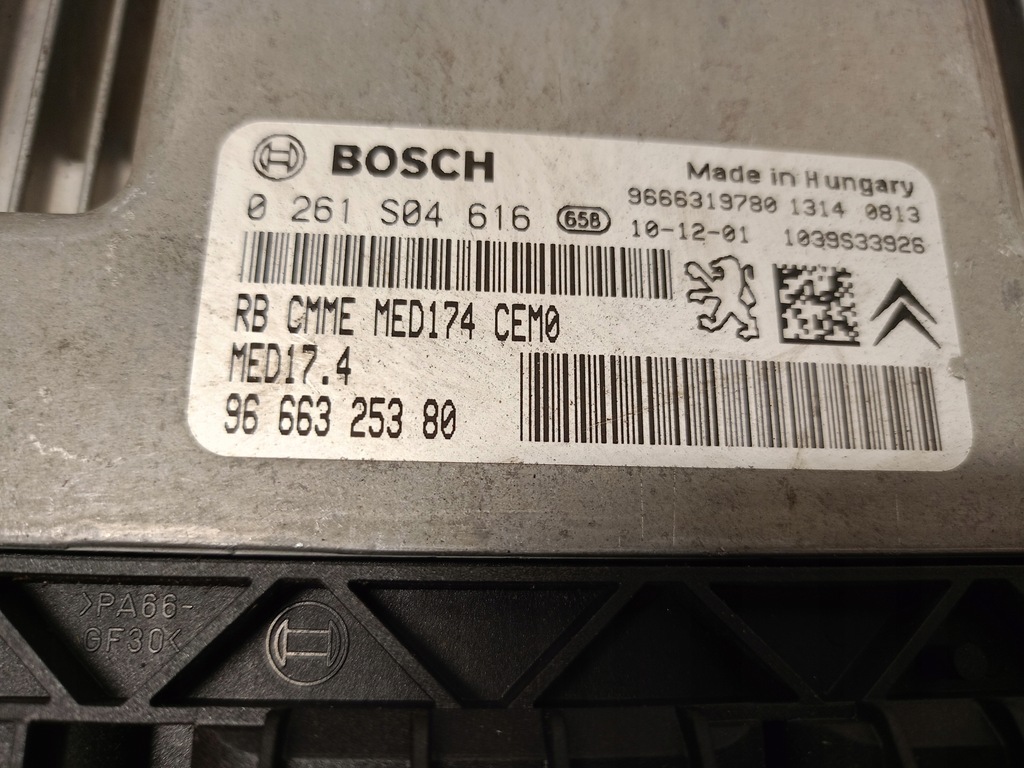 BOSCH
Made in Hungary
0 261 S04 616 658
9666319780 1314 0813
10-12-01 1039S33926
RB CMME MED174 CEM0
MED17.4
96 663 253 80
>PA66-
GF30<